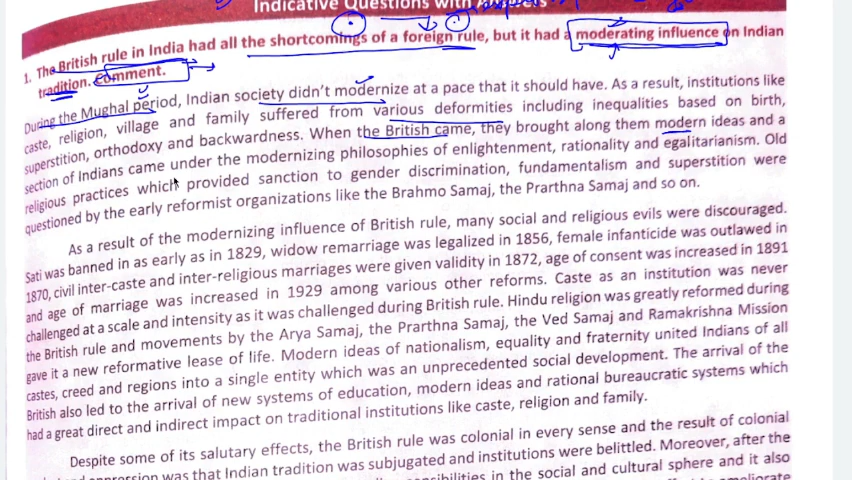 Indicative Questions with Answers
1. The British rule in India had all the shortcomings of a foreign rule, but it had a moderating influence on Indian
tradition. Comment.
During the Mughal period, Indian society didn't modernize at a pace that it should have. As a result, institutions like
caste, religion, village and family suffered from various deformities including inequalities based on birth,
superstition, orthodoxy and backwardness. When the British came, they brought along them modern ideas and a
section of Indians came under the modernizing philosophies of enlightenment, rationality and egalitarianism. Old
religious practices which provided sanction to gender discrimination, fundamentalism and superstition were
questioned by the early reformist organizations like the Brahmo Samaj, the Prarthna Samaj and so on.
As a result of the modernizing influence of British rule, many social and religious evils were discouraged.
Sati was banned in as early as in 1829, widow remarriage was legalized in 1856, female infanticide was outlawed in
1870, civil inter-caste and inter-religious marriages were given validity in 1872, age of consent was increased in 1891
and age of marriage was increased in 1929 among various other reforms. Caste as an institution was never
challenged at a scale and intensity as it was challenged during British rule. Hindu religion was greatly reformed during
the British rule and movements by the Arya Samaj, the Prarthna Samaj, the Ved Samaj and Ramakrishna Mission
gave it a new reformative lease of life. Modern ideas of nationalism, equality and fraternity united Indians of all
castes, creed and regions into a single entity which was an unprecedented social development. The arrival of the
British also led to the arrival of new systems of education, modern ideas and rational bureaucratic systems which
had a great direct and indirect impact on traditional institutions like caste, religion and family.
Despite some of its salutary effects, the British rule was colonial in every sense and the result of colonial
was that Indian tradition was subjugated and institutions were belittled. Moreover, after the
in the social and cultural sphere and it also